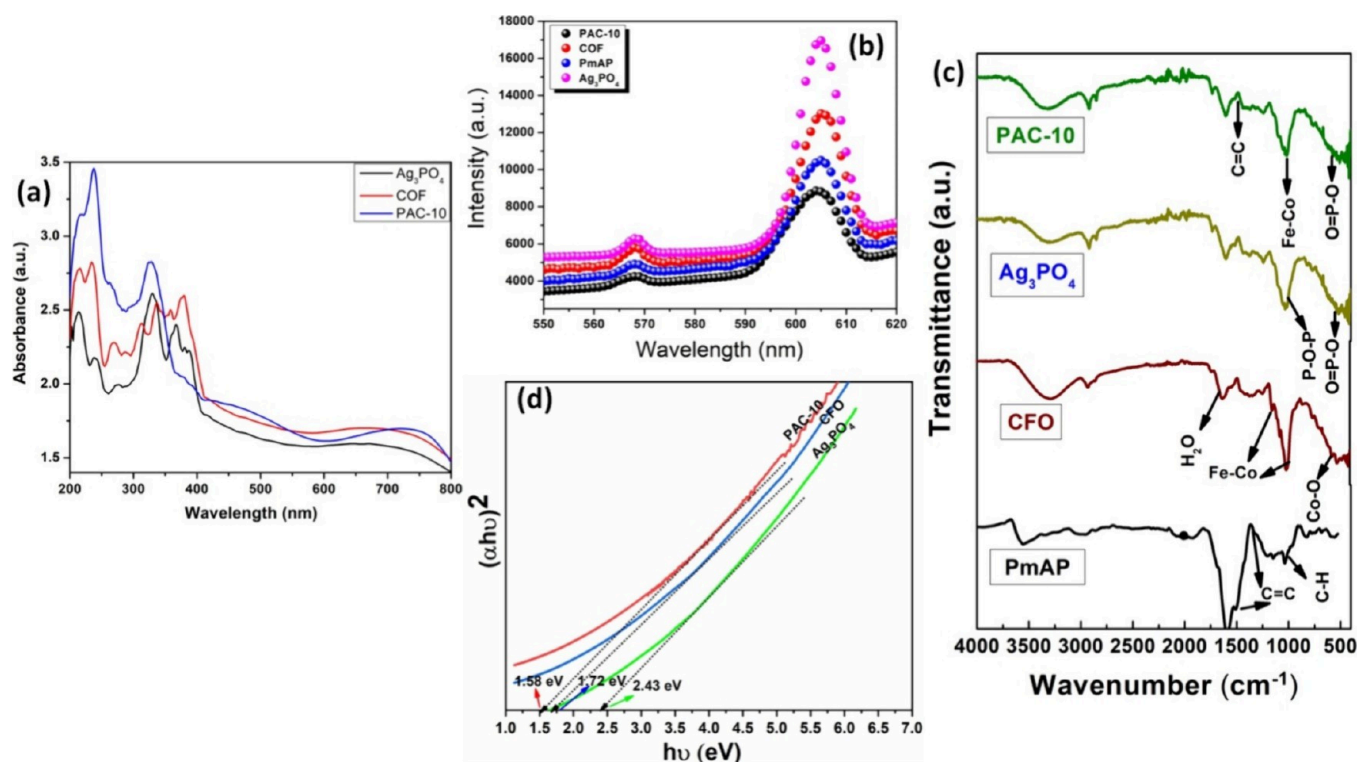 (a)
Ag₃PO₄
COF
PAC-10
3.5
3.0
2.5
2.0
1.5
200 300 400 500 600 700 800
Absorbance (a.u.)
Wavelength (nm)
(b)
PAC-10
COF
PmAP
Ag₃PO₄
18000
16000
14000
12000
10000
8000
6000
4000
550 560 570 580 590 600 610 620
Intensity (a.u.)
Wavelength (nm)
(c)
PAC-10
C=C
Fe-Co
O=P-O
Ag₃PO₄
P-O-P
O=P-O
CFO
H₂O
Fe-Co
Co-O
PmAP
C=C
C-H
4000 3500 3000 2500 2000 1500 1000 500
Transmittance (a.u.)
Wavenumber (cm⁻¹)
(d)
PAC-10
CFO
Ag₃PO₄
1.58 eV
1.72 eV
2.43 eV
1.0 1.5 2.0 2.5 3.0 3.5 4.0 4.5 5.0 5.5 6.0 6.5 7.0
(αhυ)2
hυ (eV)